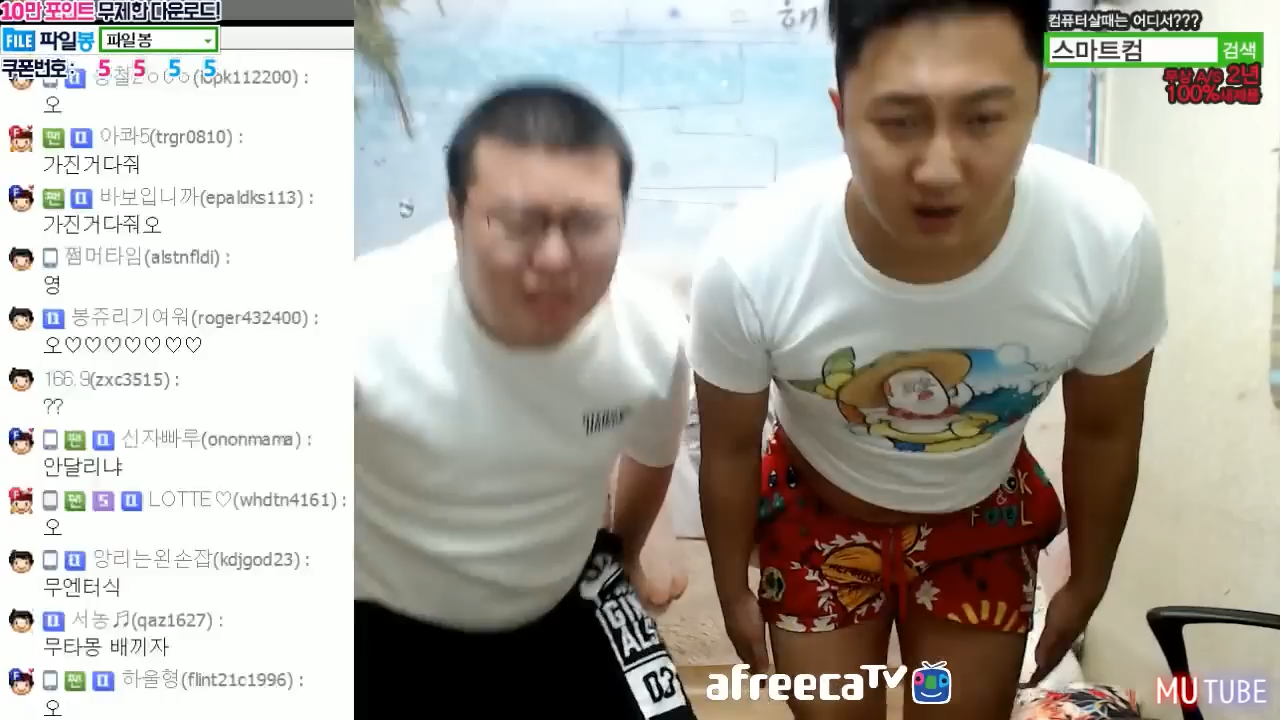 10만 포인트 무제한 다운로드!
FILE 파일봉 파일봉
쿠폰번호: 5 5 5 5
오
아콰5(trgr0810) :
가진거다줘
바보입니까(epaldks113) :
가진거다줘오
쩜머타임(alstnfldi) :
영
봉쥬리기여워(roger432400) :
오♡♡♡♡♡♡♡
166.9(zxc3515) :
??
신자빠루(ononmama) :
안달리냐
LOTTE♡(whdtn4161) :
오
앙리는왼손잡(kdjgod23) :
무엔터식
서농♬(qaz1627) :
무타몽 배끼자
하울형(flint21c1996) :
오
해
컴퓨터살때는 어디서???
스마트컴 검색
무상 A/S 2년
afreecaTV
MUTUBE